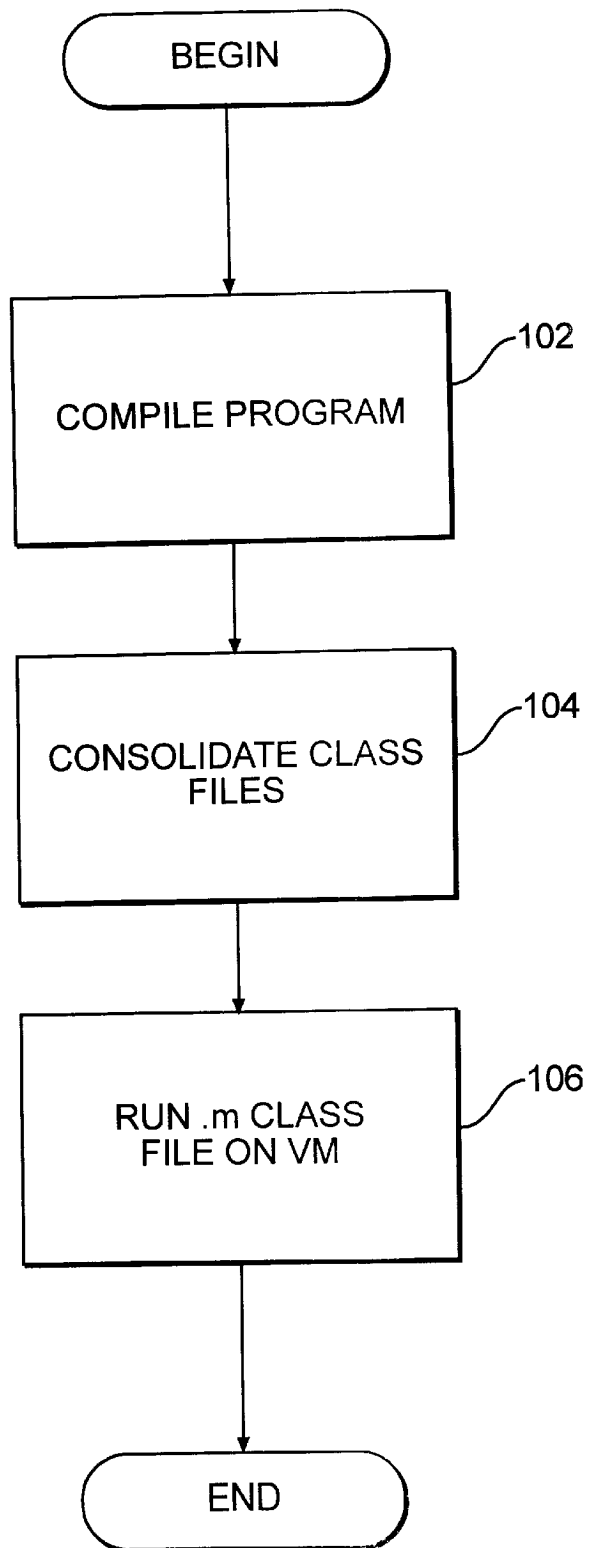 BEGIN
102
COMPILE PROGRAM
104
CONSOLIDATE CLASS
FILES
106
RUN .m CLASS
FILE ON VM
END